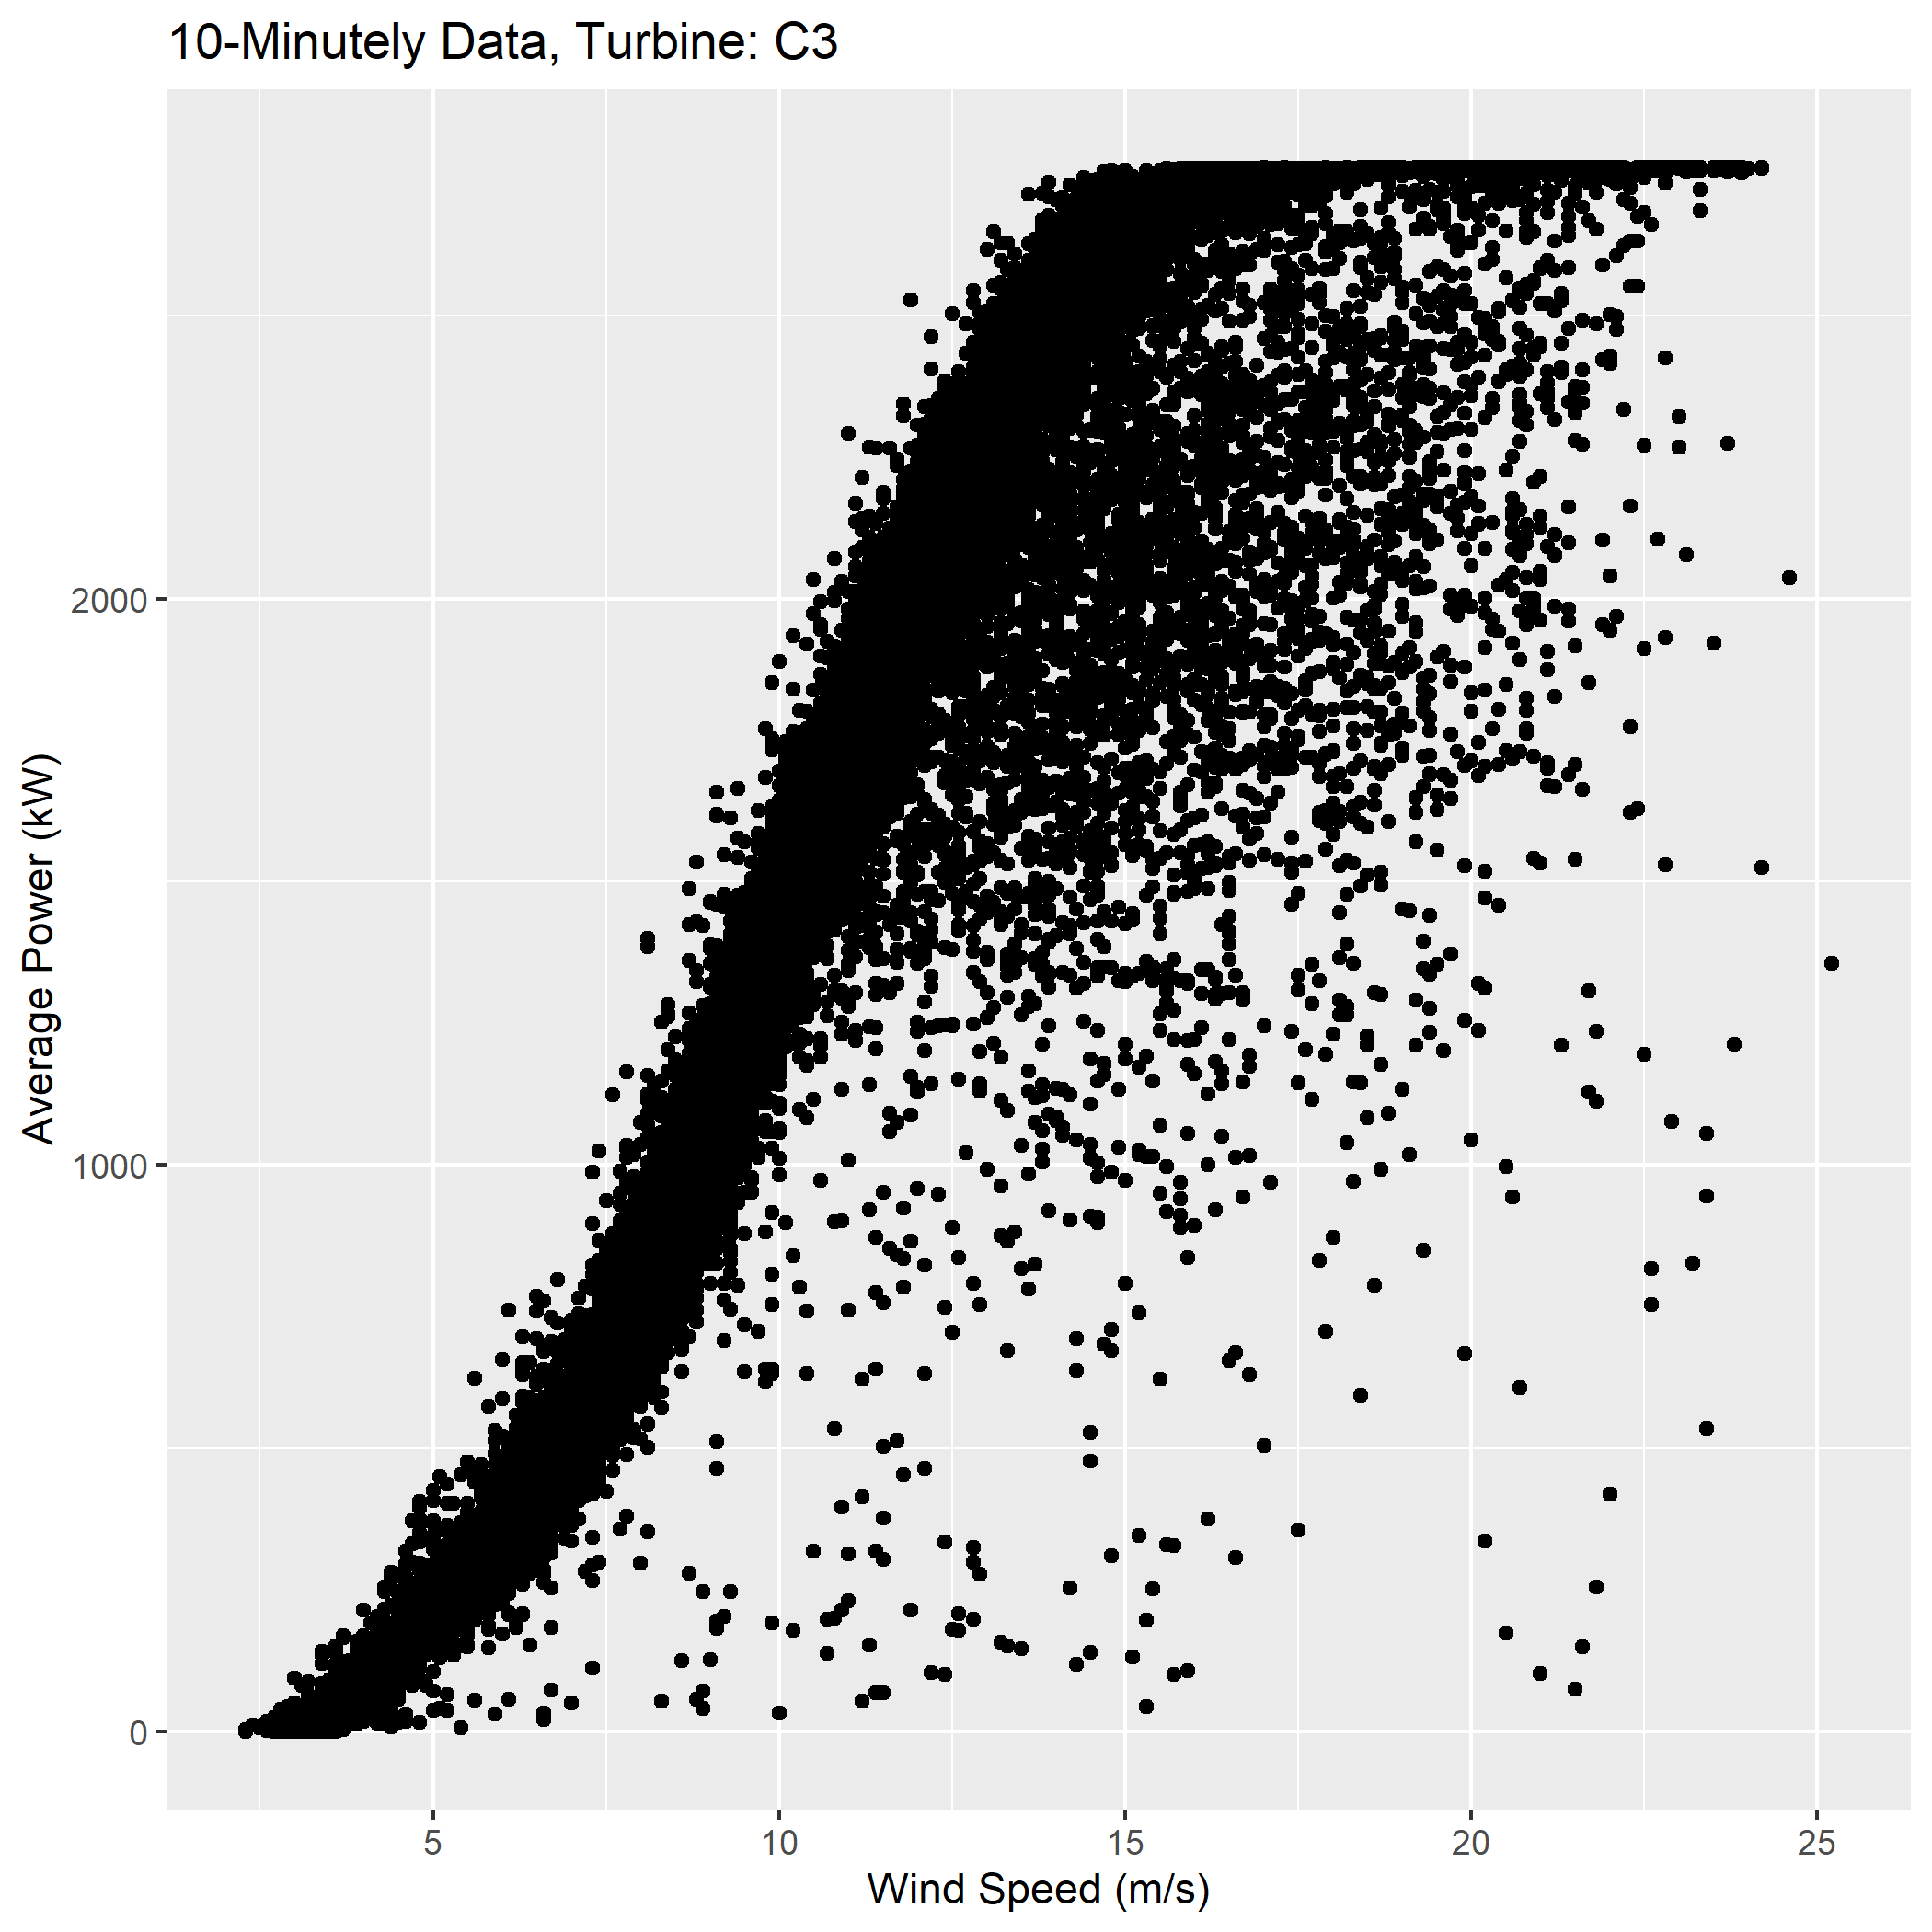 10-Minutely Data, Turbine: C3
Average Power (kW)
2000
1000
0
5 10 15 20 25
Wind Speed (m/s)